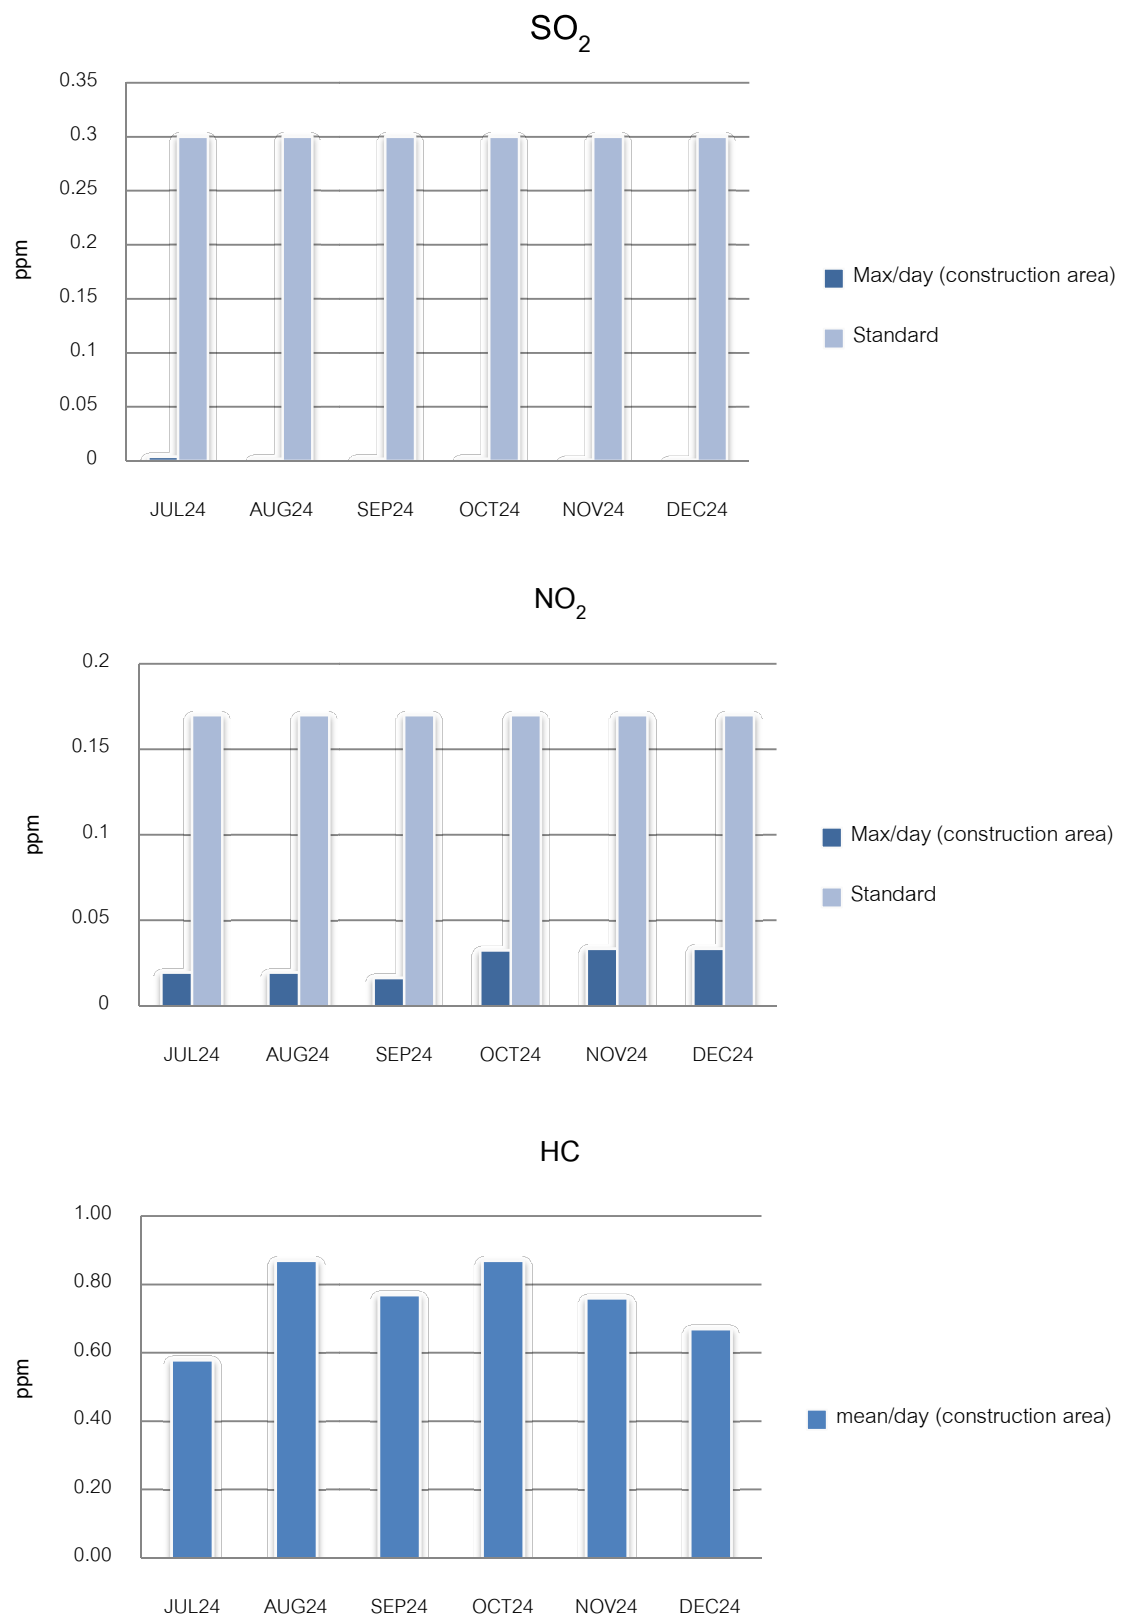 SO2
0.35
0.3
0.25
0.2
0.15
0.1
0.05
0
ppm
Max/day (construction area)
Standard
JUL24 AUG24 SEP24 OCT24 NOV24 DEC24
NO2
0.2
0.15
0.1
0.05
0
ppm
Max/day (construction area)
Standard
JUL24 AUG24 SEP24 OCT24 NOV24 DEC24
HC
1.00
0.80
0.60
0.40
0.20
0.00
ppm
mean/day (construction area)
JUL24 AUG24 SEP24 OCT24 NOV24 DEC24